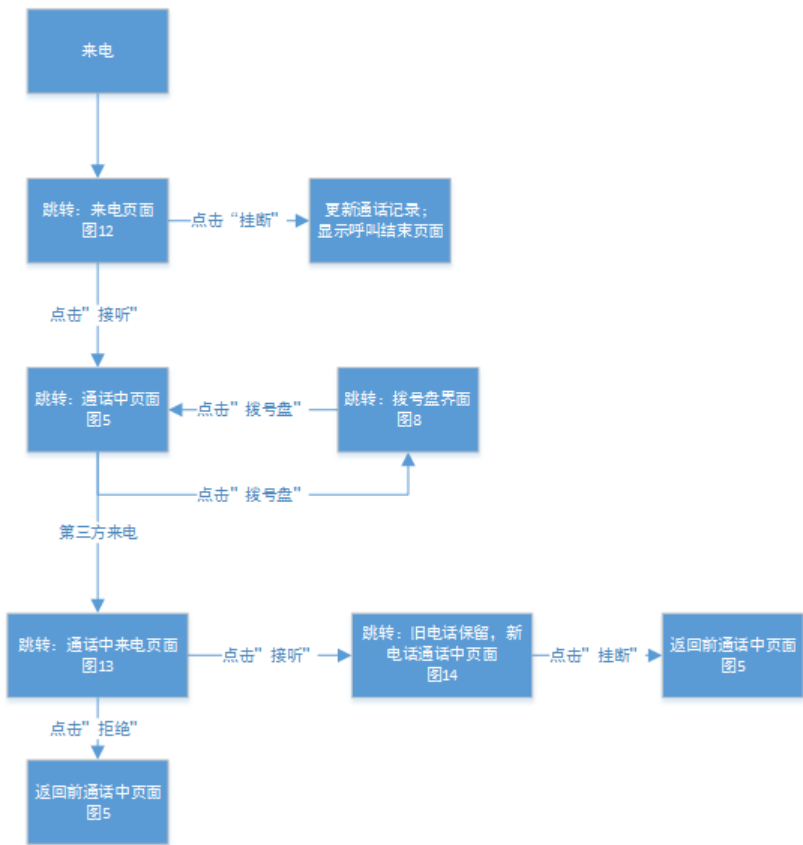 来电
跳转：来电页面
图12
点击“挂断"
更新通话记录；
显示呼叫结束页面
点击" 接听"
跳转：通话中页面
图5
点击" 拨号盘"
跳转：拨号盘界面
图8
点击" 拨号盘"
第三方来电
跳转：通话中来电页面
图13
点击" 接听"
跳转：旧电话保留，新
电话通话中页面
图14
点击" 挂断"
返回前通话中页面
图5
点击" 拒绝"
返回前通话中页面
图5